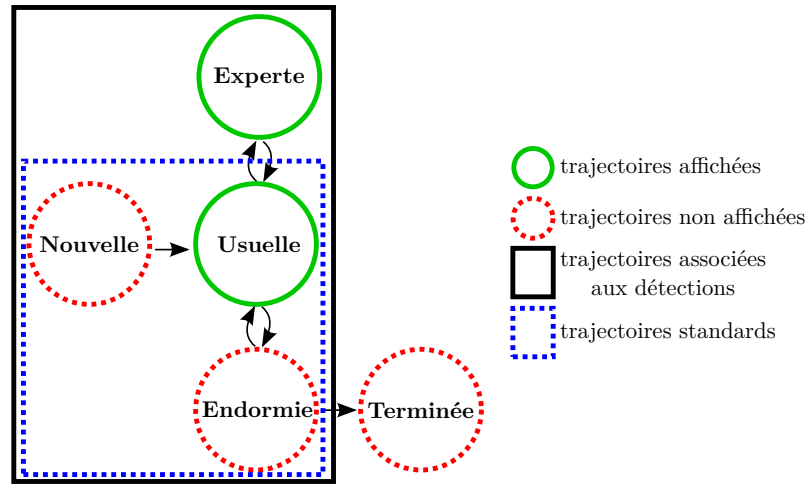 Experte
Nouvelle
Usuelle
Endormie
Terminée
trajectoires affichées
trajectoires non affichées
trajectoires associées
aux détections
trajectoires standards